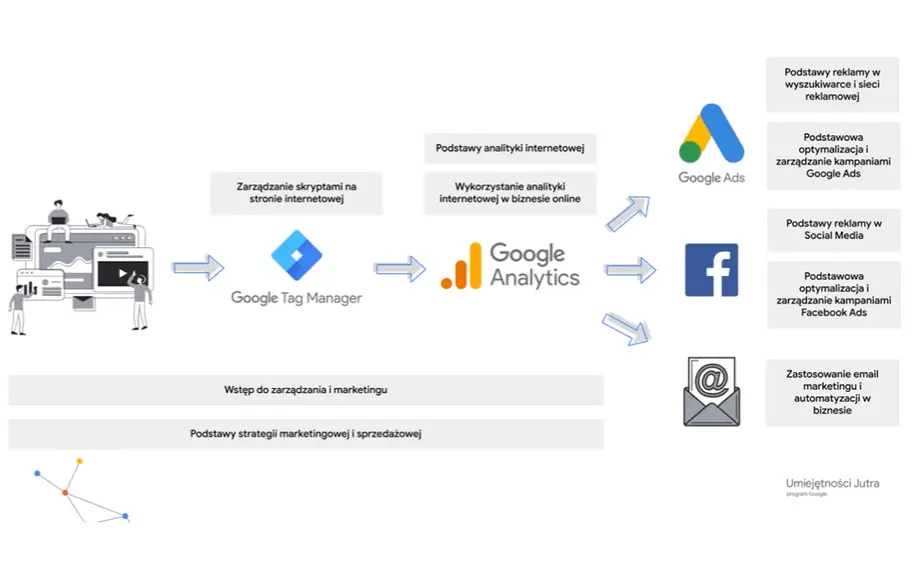 Podstawy reklamy w
wyszukiwarce i sieci
reklamowej
Podstawowa
optymalizacja i
zarządzanie kampaniami
Google Ads
Google Ads
Podstawy analityki internetowej
Wykorzystanie analityki
internetowej w biznesie online
Zarządzanie skryptami na
stronie internetowej
Google Tag Manager
Google
Analytics
Podstawy reklamy w
Social Media
Podstawowa
optymalizacja i
zarządzanie kampaniami
Facebook Ads
Zastosowanie email
marketingu i
automatyzacji w
biznesie
Wstęp do zarządzania i marketingu
Podstawy strategii marketingowej i sprzedażowej
Umiejętności Jutra
program Google